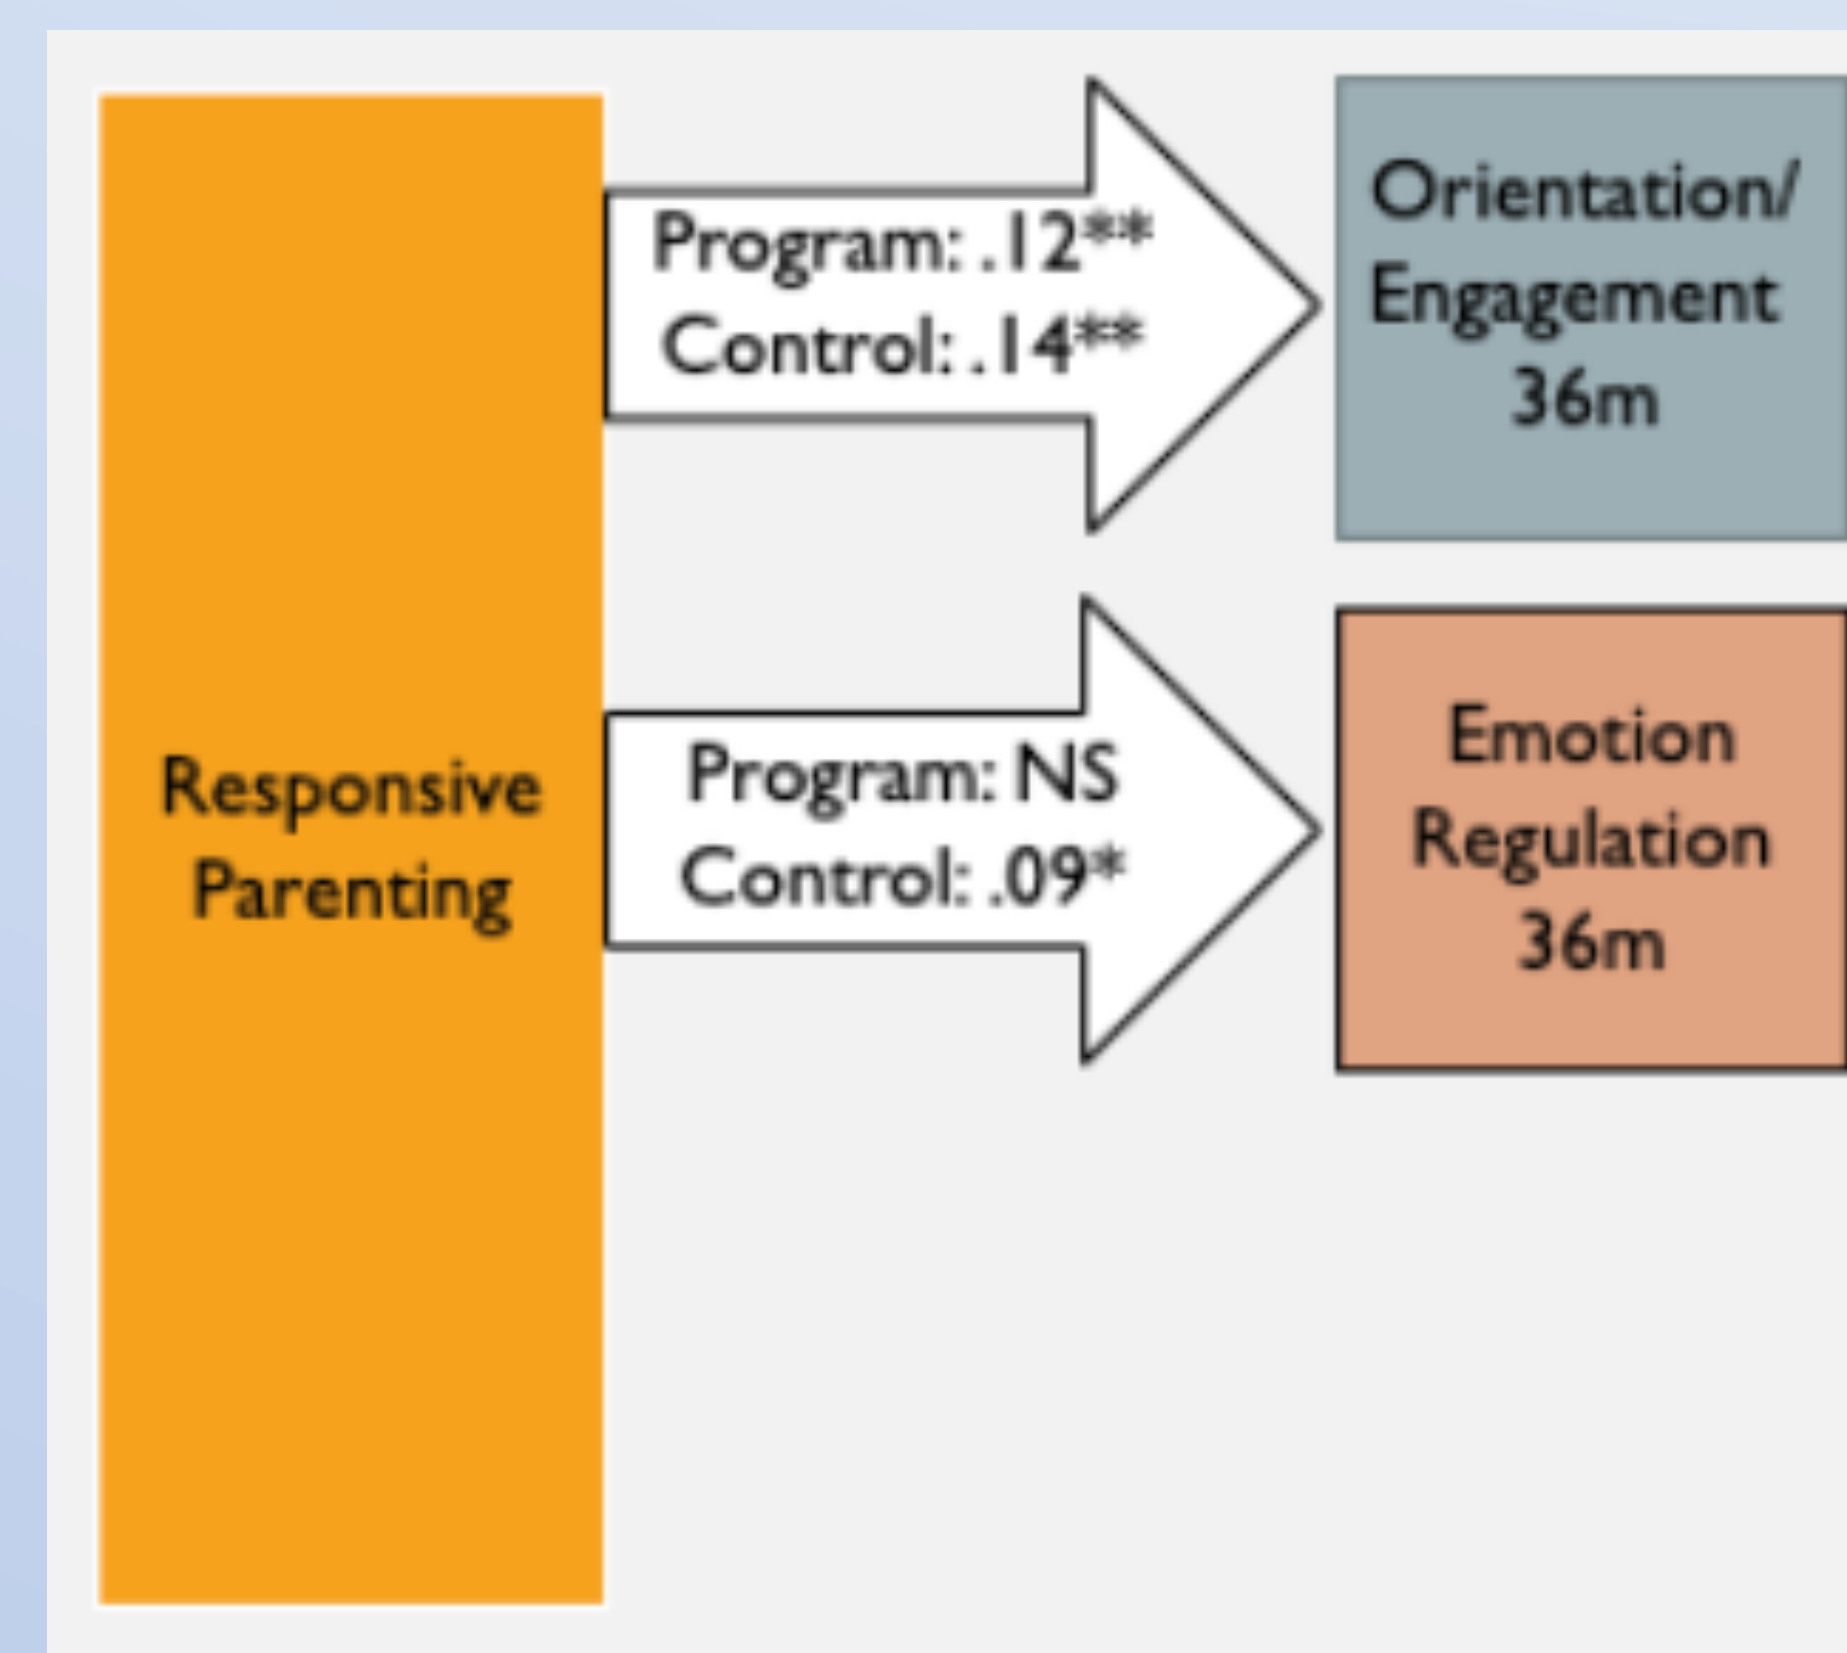 Responsive
Parenting
Program: .12**
Control: .14**
Orientation/
Engagement
36m
Program: NS
Control: .09*
Emotion
Regulation
36m